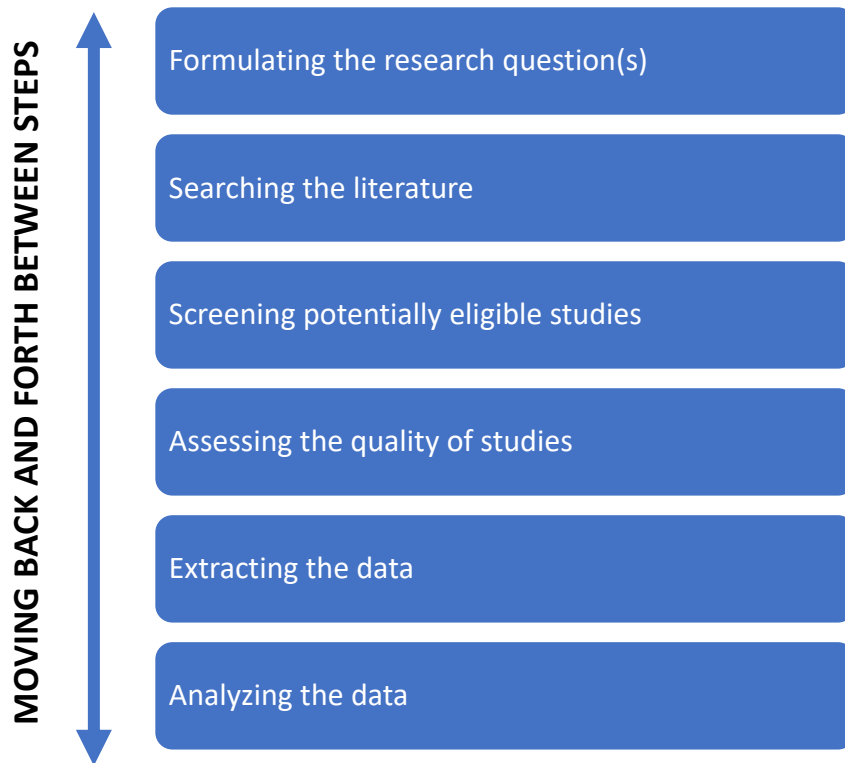 MOVING BACK AND FORTH BETWEEN STEPS
Formulating the research question(s)
Searching the literature
Screening potentially eligible studies
Assessing the quality of studies
Extracting the data
Analyzing the data